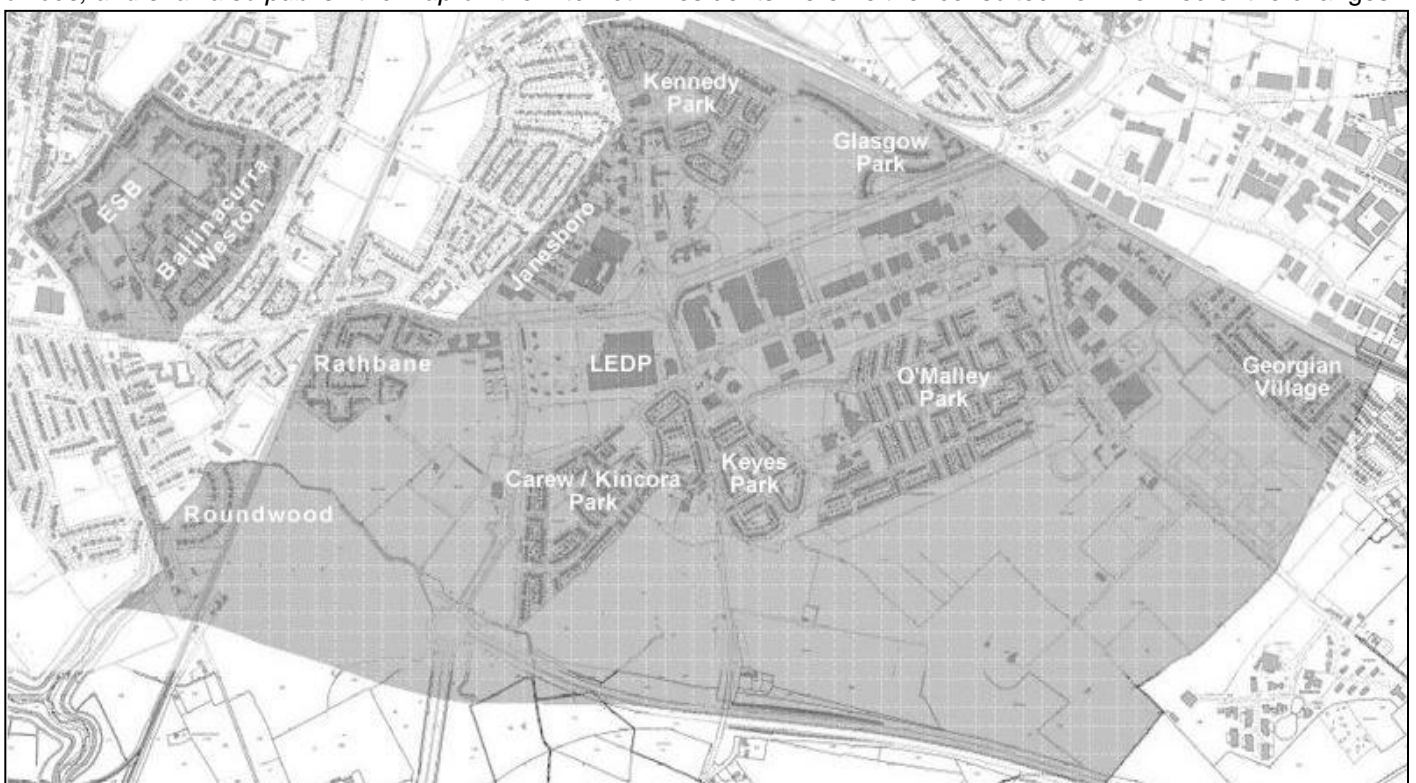 Kennedy
Park
Glasgow
Park
ESB
Ballinacurra
Weston
Janesboro
Rathbane
LEDP
O'Malley
Park
Georgian
Village
Carew / Kincora
Park
Keyes
Park
Roundwood